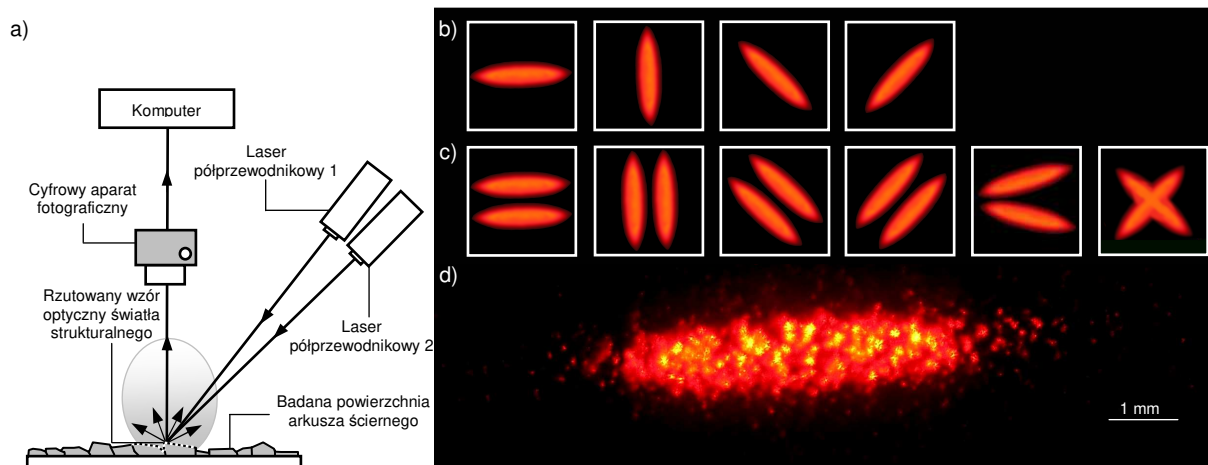 a)
Komputer
Laser
półprzewodnikowy 1
Cyfrowy aparat
fotograficzny
Rzutowany wzór
optyczny światła
strukturalnego
Laser
półprzewodnikowy 2
Badana powierzchnia
arkusza ściernego
b)
c)
d)
1 mm